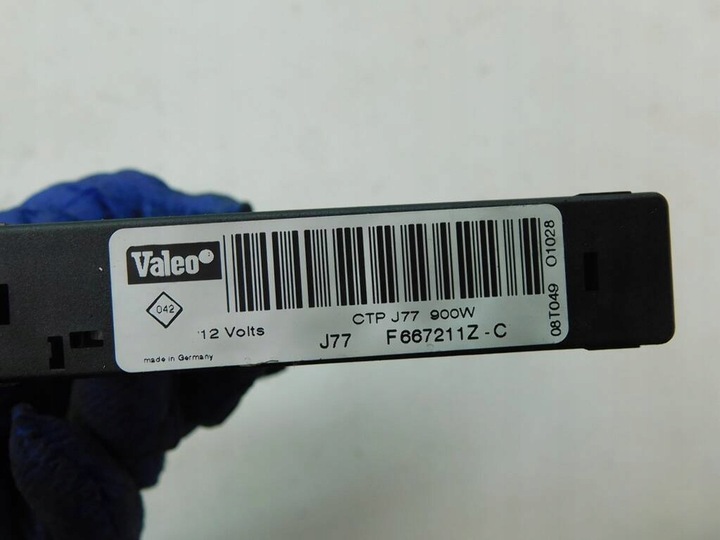 Valeo
042
12 Volts
made in Germany
CTP J77 900W
J77 F667211Z-C
08T049 O1028